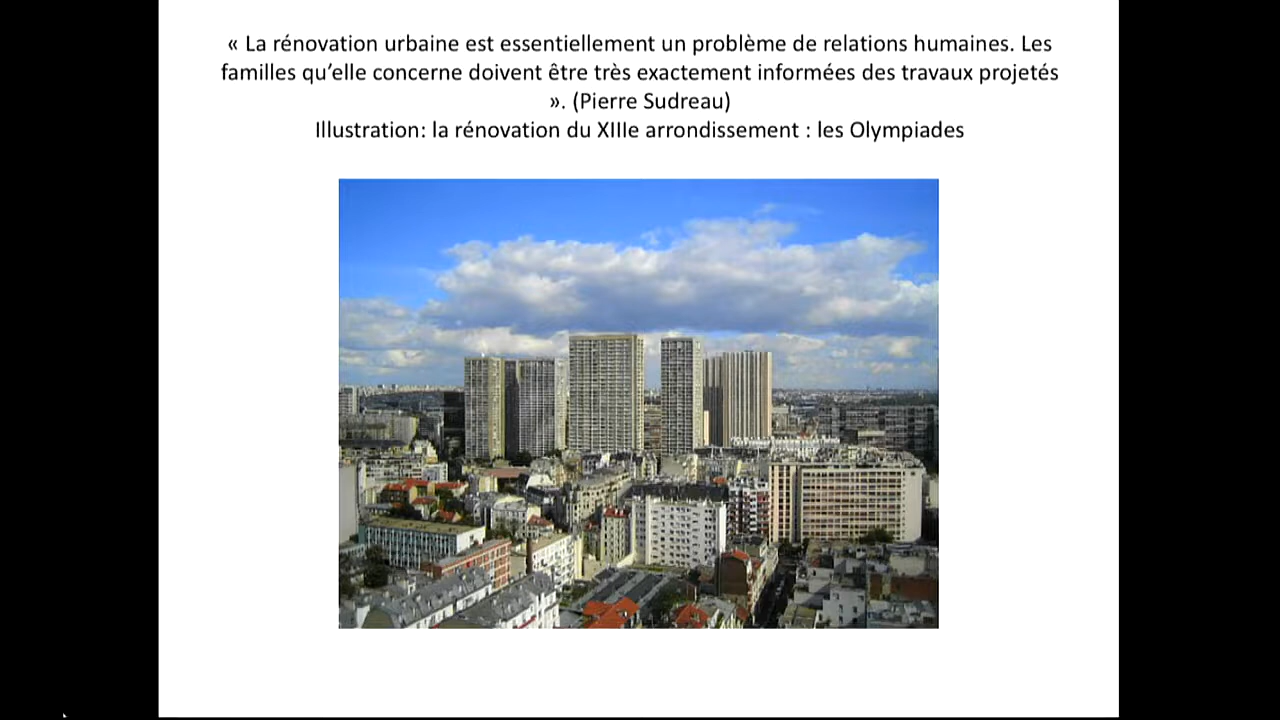 « La rénovation urbaine est essentiellement un problème de relations humaines. Les
familles qu’elle concerne doivent être très exactement informées des travaux projetés
». (Pierre Sudreau)
Illustration: la rénovation du XIIIe arrondissement : les Olympiades